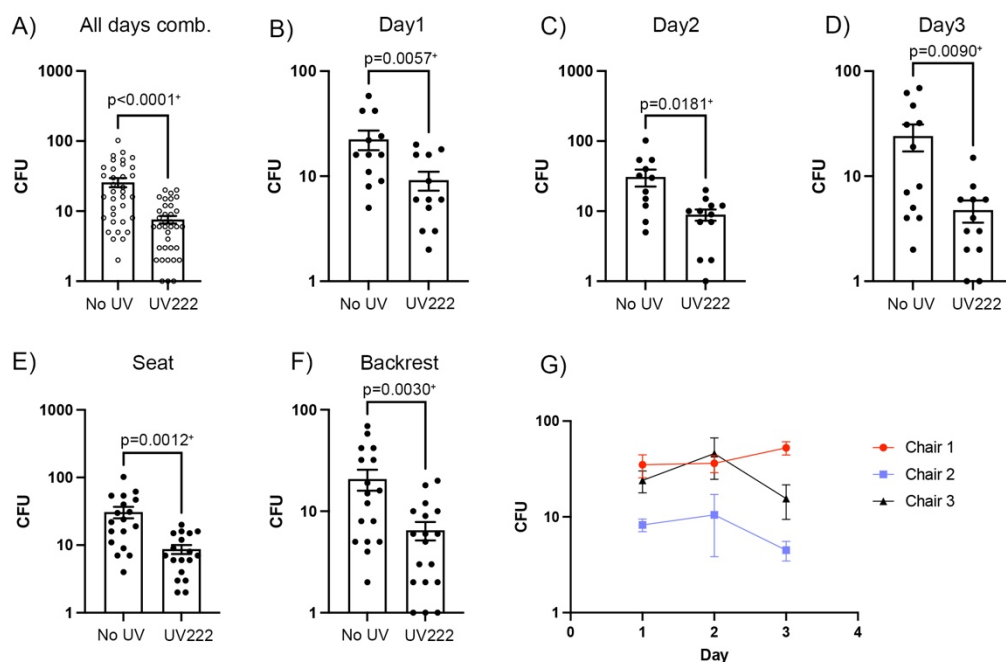 A) All days comb.
p<0.0001⁺
CFU
1000
100
10
1
No UV UV222
B) Day1
p=0.0057⁺
CFU
100
10
1
No UV UV222
C) Day2
p=0.0181⁺
CFU
1000
100
10
1
No UV UV222
D) Day3
p=0.0090⁺
CFU
100
10
1
No UV UV222
E) Seat
p=0.0012⁺
CFU
1000
100
10
1
No UV UV222
F) Backrest
p=0.0030⁺
CFU
100
10
1
No UV UV222
G)
CFU
100
10
1
0 1 2 3 4
Day
Chair 1
Chair 2
Chair 3